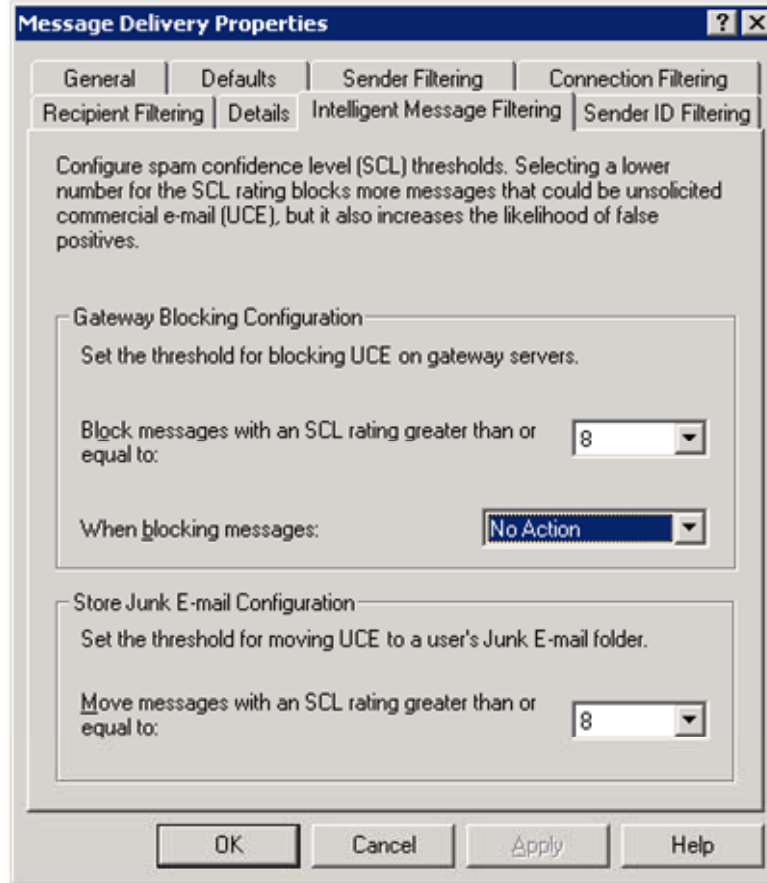 Message Delivery Properties
General Defaults Sender Filtering Connection Filtering
Recipient Filtering Details Intelligent Message Filtering Sender ID Filtering
Configure spam confidence level (SCL) thresholds. Selecting a lower
number for the SCL rating blocks more messages that could be unsolicited
commercial e-mail (UCE), but it also increases the likelihood of false
positives.
Gateway Blocking Configuration
Set the threshold for blocking UCE on gateway servers.
Block messages with an SCL rating greater than or
equal to:
8
When blocking messages:
No Action
Store Junk E-mail Configuration
Set the threshold for moving UCE to a user's Junk E-mail folder.
Move messages with an SCL rating greater than or
equal to:
8
OK Cancel Apply Help